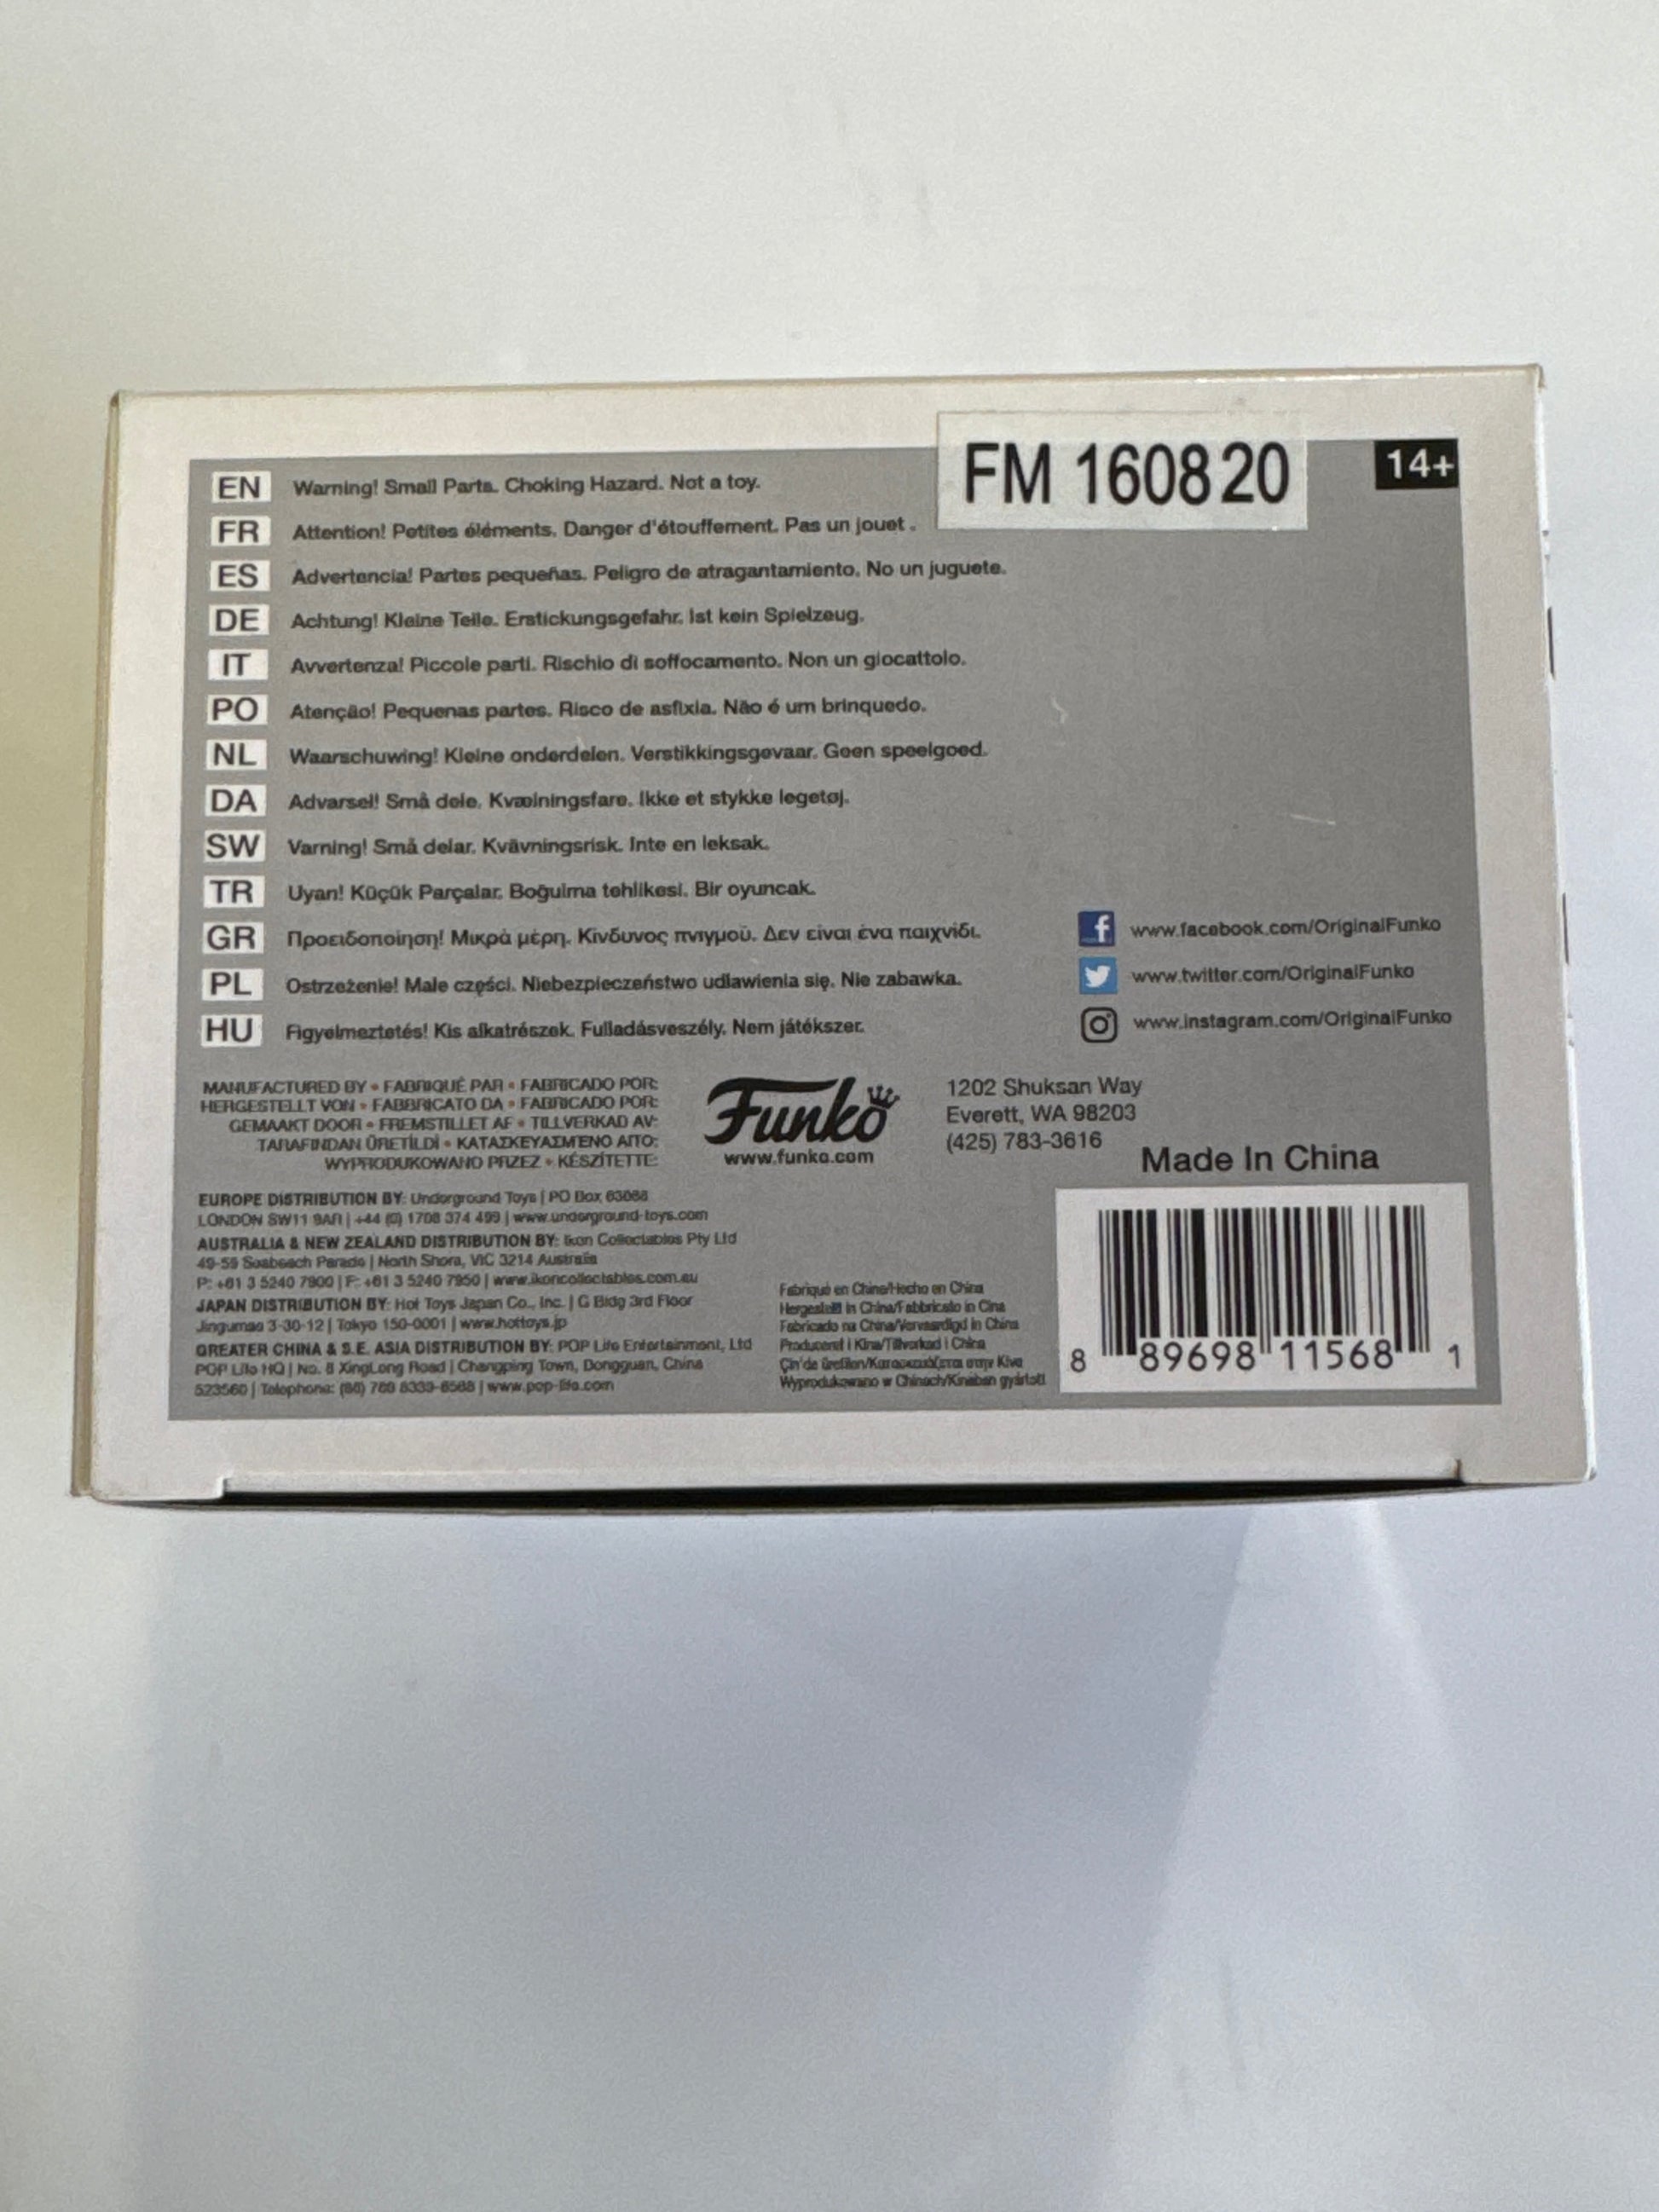 FM 160820
14+
EN Warning! Small Parts. Choking Hazard. Not a toy.
FR Attention! Petites éléments. Danger d'étouffement. Pas un jouet .
ES Advertencia! Partes pequeñas. Peligro de atragantamiento. No un juguete.
DE Achtung! Kleine Teile. Erstickungsgefahr. Ist kein Spielzeug.
IT Avvertenza! Piccole parti. Rischio di soffocamento. Non un giocattolo.
PO Atenção! Pequenas partes. Risco de asfixia. Não é um brinquedo.
NL Waarschuwing! Kleine onderdelen. Verstikkingsgevaar. Geen speelgoed.
DA Advarsel! Små dele. Kvælningsfare. Ikke et stykke legetøj.
SW Varning! Små delar. Kvävningsrisk. Inte en leksak.
TR Uyarı! Küçük Parçalar. Boğulma tehlikesi. Bir oyuncak.
GR Προειδοποίηση! Μικρά μέρη. Κίνδυνος πνιγμού. Δεν είναι ένα παιχνίδι.
PL Ostrzeżenie! Małe części. Niebezpieczeństwo udławienia się. Nie zabawka.
HU Figyelmeztetés! Kis alkatrészek. Fulladásveszély. Nem játékszer.
www.facebook.com/OriginalFunko
www.twitter.com/OriginalFunko
www.instagram.com/OriginalFunko
MANUFACTURED BY • FABRIQUÉ PAR • FABRICADO POR:
HERGESTELLT VON • FABBRICATO DA • FABRICADO POR:
GEMAAKT DOOR • FREMSTILLET AF • TILLVERKAD AV:
TARAFINDAN ÜRETİLDİ • ΚΑΤΑΣΚΕΥΑΣΜΈΝΟ ΑΠΌ:
WYPRODUKOWANO PRZEZ • KÉSZÍTETTE:
Funko
www.funko.com
1202 Shuksan Way
Everett, WA 98203
(425) 783-3616
Made In China
EUROPE DISTRIBUTION BY: Underground Toys | PO Box 63068
LONDON SW11 9AR | +44 (0) 1708 374 499 | www.underground-toys.com
AUSTRALIA & NEW ZEALAND DISTRIBUTION BY: Ikon Collectables Pty Ltd
49-59 Seabeach Parade | North Shore, VIC 3214 Australia
P: +61 3 5240 7900 | F: +61 3 5240 7950 | www.ikoncollectables.com.au
JAPAN DISTRIBUTION BY: Hot Toys Japan Co., Inc. | G Bldg 3rd Floor
Jingumae 3-30-12 | Tokyo 150-0001 | www.hottoys.jp
GREATER CHINA & S.E. ASIA DISTRIBUTION BY: POP Life Entertainment, Ltd
POP Life HQ | No. 8 XingLong Road | Changping Town, Dongguan, China
523560 | Telephone: (86) 769 8339-6568 | www.pop-life.com
Fabriqué en Chine/Hecho en China
Hergestellt in China/Fabbricato in Cina
Fabricado na China/Vervaardigd in China
Produceret i Kina/Tillverkad i China
Çin'de üretilen/Κατασκευάζεται στην Κίνα
Wyprodukowano w Chinach/Kínában gyártott
8 89698 11568 1